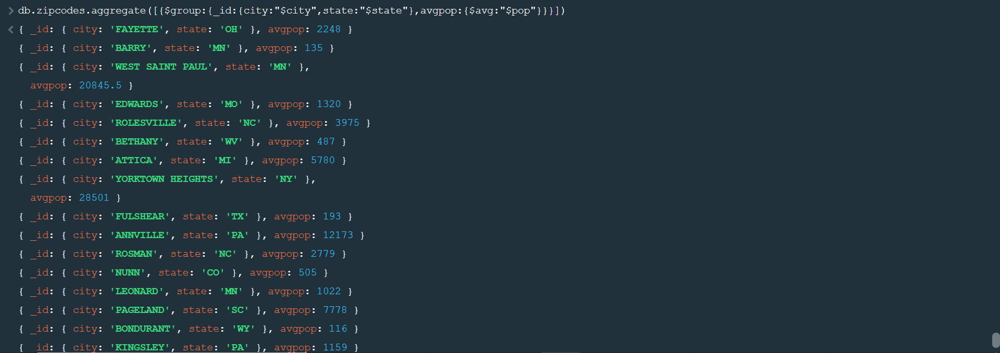 > db.zipcodes.aggregate([{$group:{_id:{city:"$city",state:"$state"},avgpop:{$avg:"$pop"}}}])
< { _id: { city: 'FAYETTE', state: 'OH' }, avgpop: 2248 }
{ _id: { city: 'BARRY', state: 'MN' }, avgpop: 135 }
{ _id: { city: 'WEST SAINT PAUL', state: 'MN' },
avgpop: 20845.5 }
{ _id: { city: 'EDWARDS', state: 'MO' }, avgpop: 1320 }
{ _id: { city: 'ROLESVILLE', state: 'NC' }, avgpop: 3975 }
{ _id: { city: 'BETHANY', state: 'WV' }, avgpop: 487 }
{ _id: { city: 'ATTICA', state: 'MI' }, avgpop: 5780 }
{ _id: { city: 'YORKTOWN HEIGHTS', state: 'NY' },
avgpop: 28501 }
{ _id: { city: 'FULSHEAR', state: 'TX' }, avgpop: 193 }
{ _id: { city: 'ANNVILLE', state: 'PA' }, avgpop: 12173 }
{ _id: { city: 'ROSMAN', state: 'NC' }, avgpop: 2779 }
{ _id: { city: 'NUNN', state: 'CO' }, avgpop: 505 }
{ _id: { city: 'LEONARD', state: 'MN' }, avgpop: 1022 }
{ _id: { city: 'PAGELAND', state: 'SC' }, avgpop: 7778 }
{ _id: { city: 'BONDURANT', state: 'WY' }, avgpop: 116 }
{ _id: { city: 'KINGSLEY', state: 'PA' }, avgpop: 1159 }